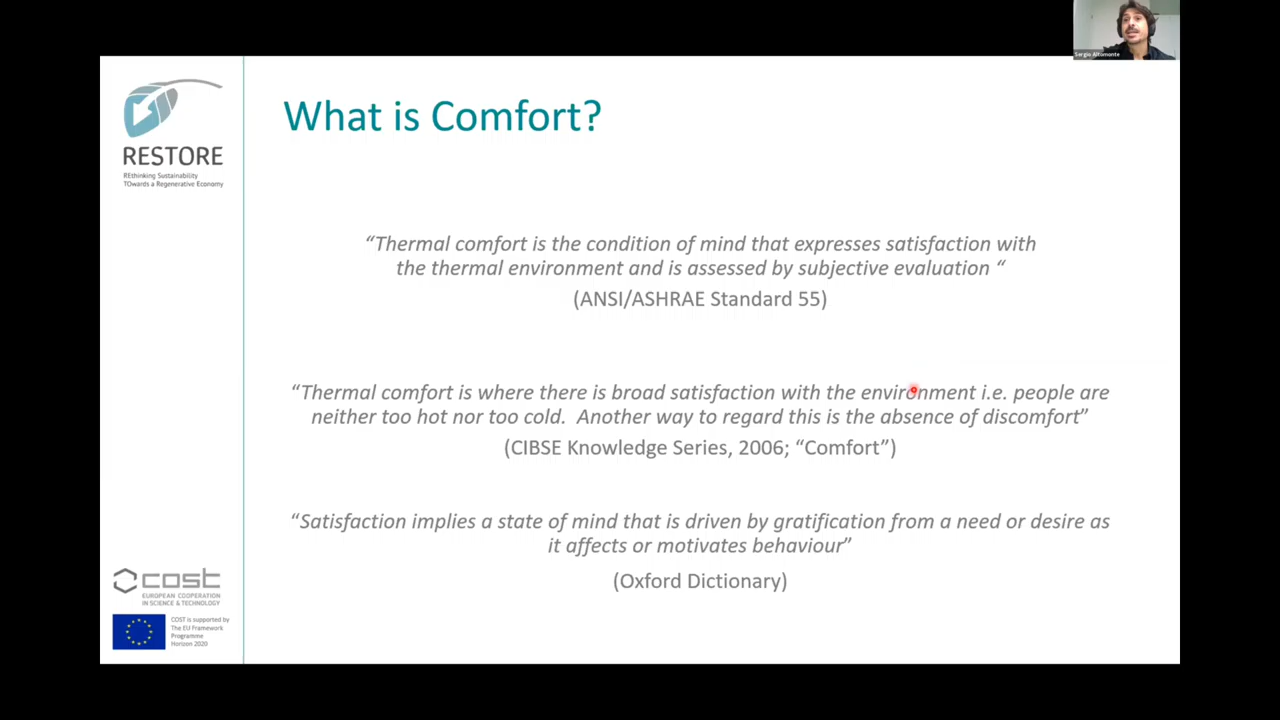 Sergio Altomonte
RESTORE
REthinking Sustainability
TOwards a Regenerative Economy
What is Comfort?
“Thermal comfort is the condition of mind that expresses satisfaction with
the thermal environment and is assessed by subjective evaluation “
(ANSI/ASHRAE Standard 55)
“Thermal comfort is where there is broad satisfaction with the environment i.e. people are
neither too hot nor too cold.  Another way to regard this is the absence of discomfort”
(CIBSE Knowledge Series, 2006; “Comfort”)
“Satisfaction implies a state of mind that is driven by gratification from a need or desire as
it affects or motivates behaviour”
(Oxford Dictionary)
cost
EUROPEAN COOPERATION
IN SCIENCE & TECHNOLOGY
COST is supported by
The EU Framework
Programme
Horizon 2020